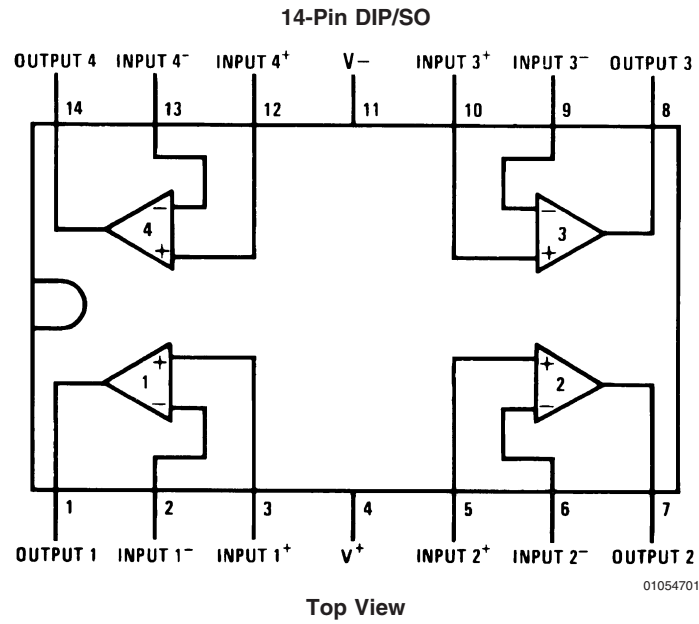 14-Pin DIP/SO
OUTPUT 4 INPUT 4⁻ INPUT 4⁺ V− INPUT 3⁺ INPUT 3⁻ OUTPUT 3
14 13 12 11 10 9 8
− −
4 3
+ +
+ +
1 2
− −
1 2 3 4 5 6 7
OUTPUT 1 INPUT 1⁻ INPUT 1⁺ V⁺ INPUT 2⁺ INPUT 2⁻ OUTPUT 2
01054701
Top View